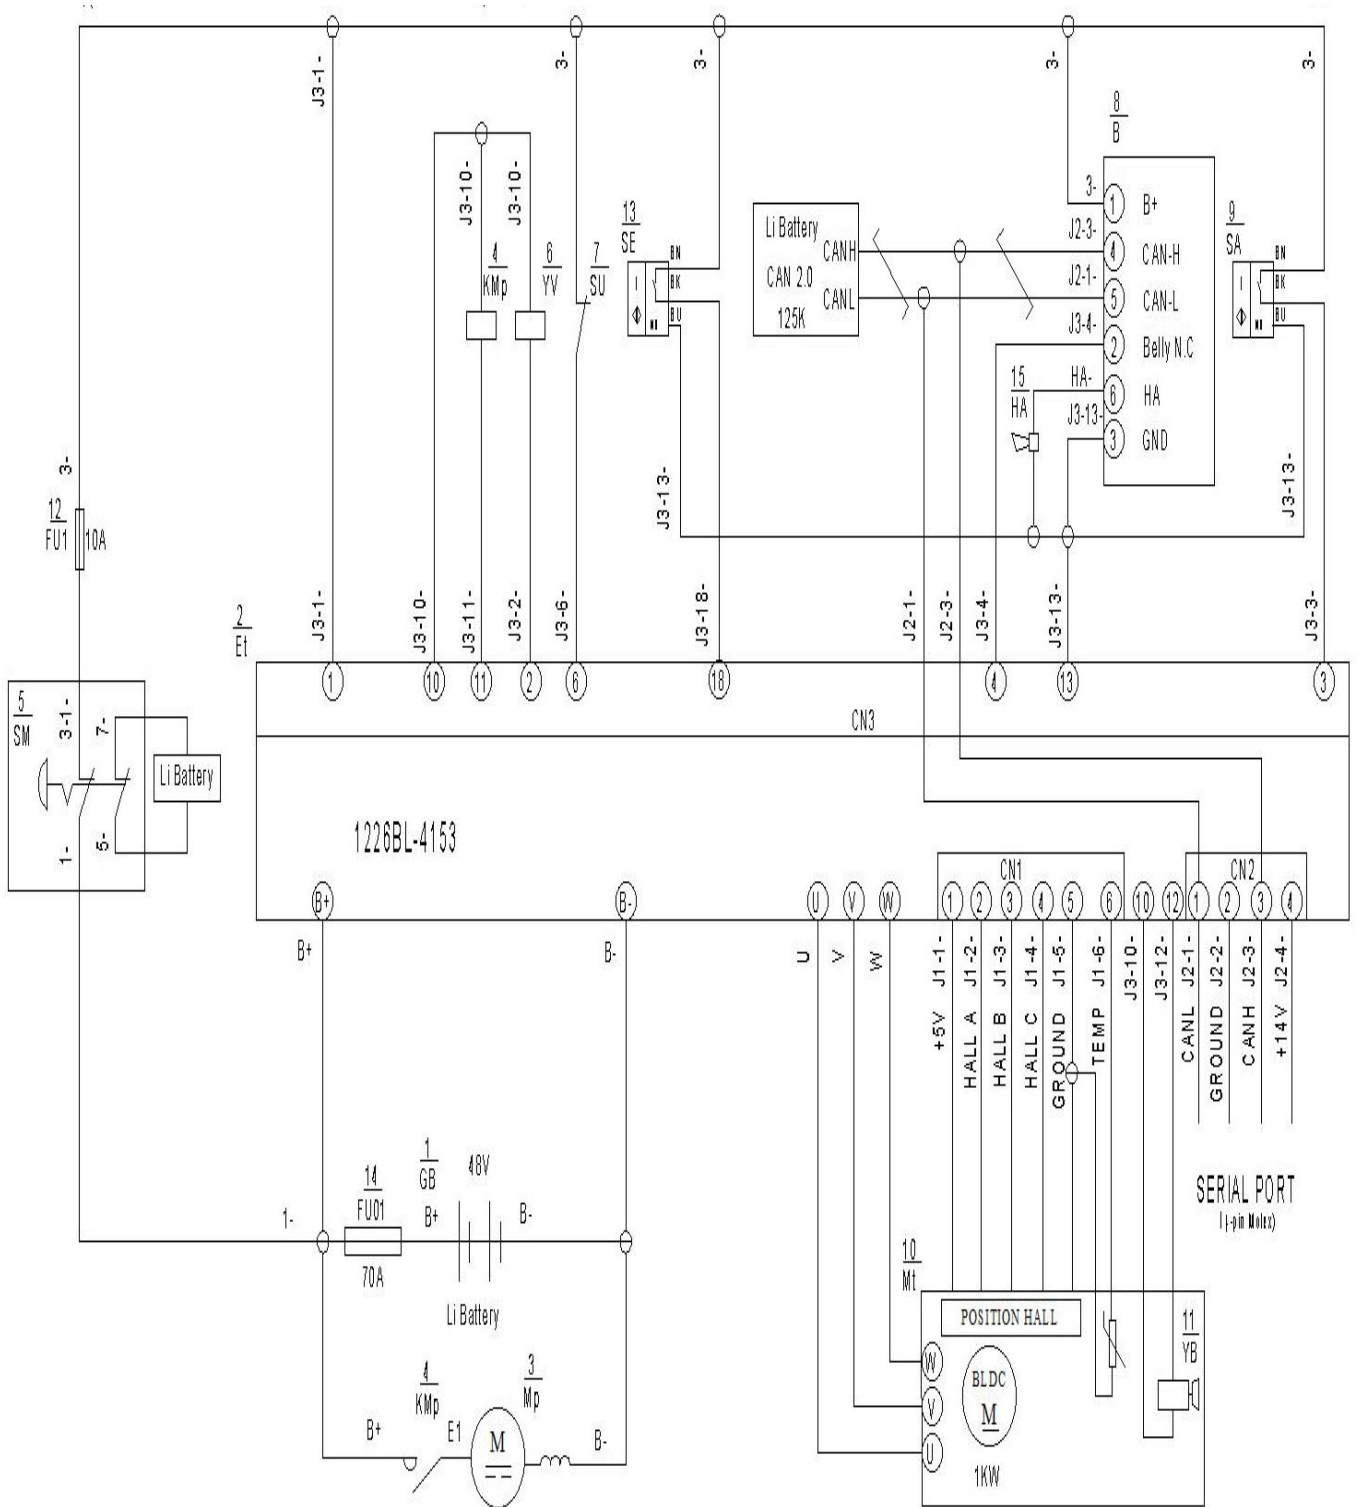 J3-1-
3-
3-
3-
3-
8
B
J3-10-
J3-10-
4
KMp
6
YV
7
SU
13
SE
BN
BK
BU
Li Battery
CAN 2.0
125K
CANH
CANL
3-
1
B+
J2-3-
4
CAN-H
J2-1-
5
CAN-L
J3-4-
2
Belly N.C
HA-
6
HA
J3-13-
3
GND
9
SA
BN
BK
BU
15
HA
3-
12
FU1
10A
J3-13-
J3-13-
2
Et
J3-1-
J3-10-
J3-11-
J3-2-
J3-6-
J3-18-
J2-1-
J2-3-
J3-4-
J3-13-
J3-3-
1
10
11
2
6
18
4
13
3
CN3
5
SM
3-1-
7-
Li Battery
1-
5-
1226BL-4153
CN1
CN2
B+
B-
U
V
W
1
2
3
4
5
6
10
12
1
2
3
4
B+
B-
U
V
W
+5V J1-1-
HALL A J1-2-
HALL B J1-3-
HALL C J1-4-
GROUND J1-5-
TEMP J1-6-
J3-10-
J3-12-
CANL J2-1-
GROUND J2-2-
CANH J2-3-
+14V J2-4-
SERIAL PORT
1-
14
FU01
70A
1
GB
48V
B+
B-
Li Battery
10
Mt
POSITION HALL
11
YB
W
V
U
BLDC
M
1KW
B+
4
KMp
E1
3
Mp
M
B-